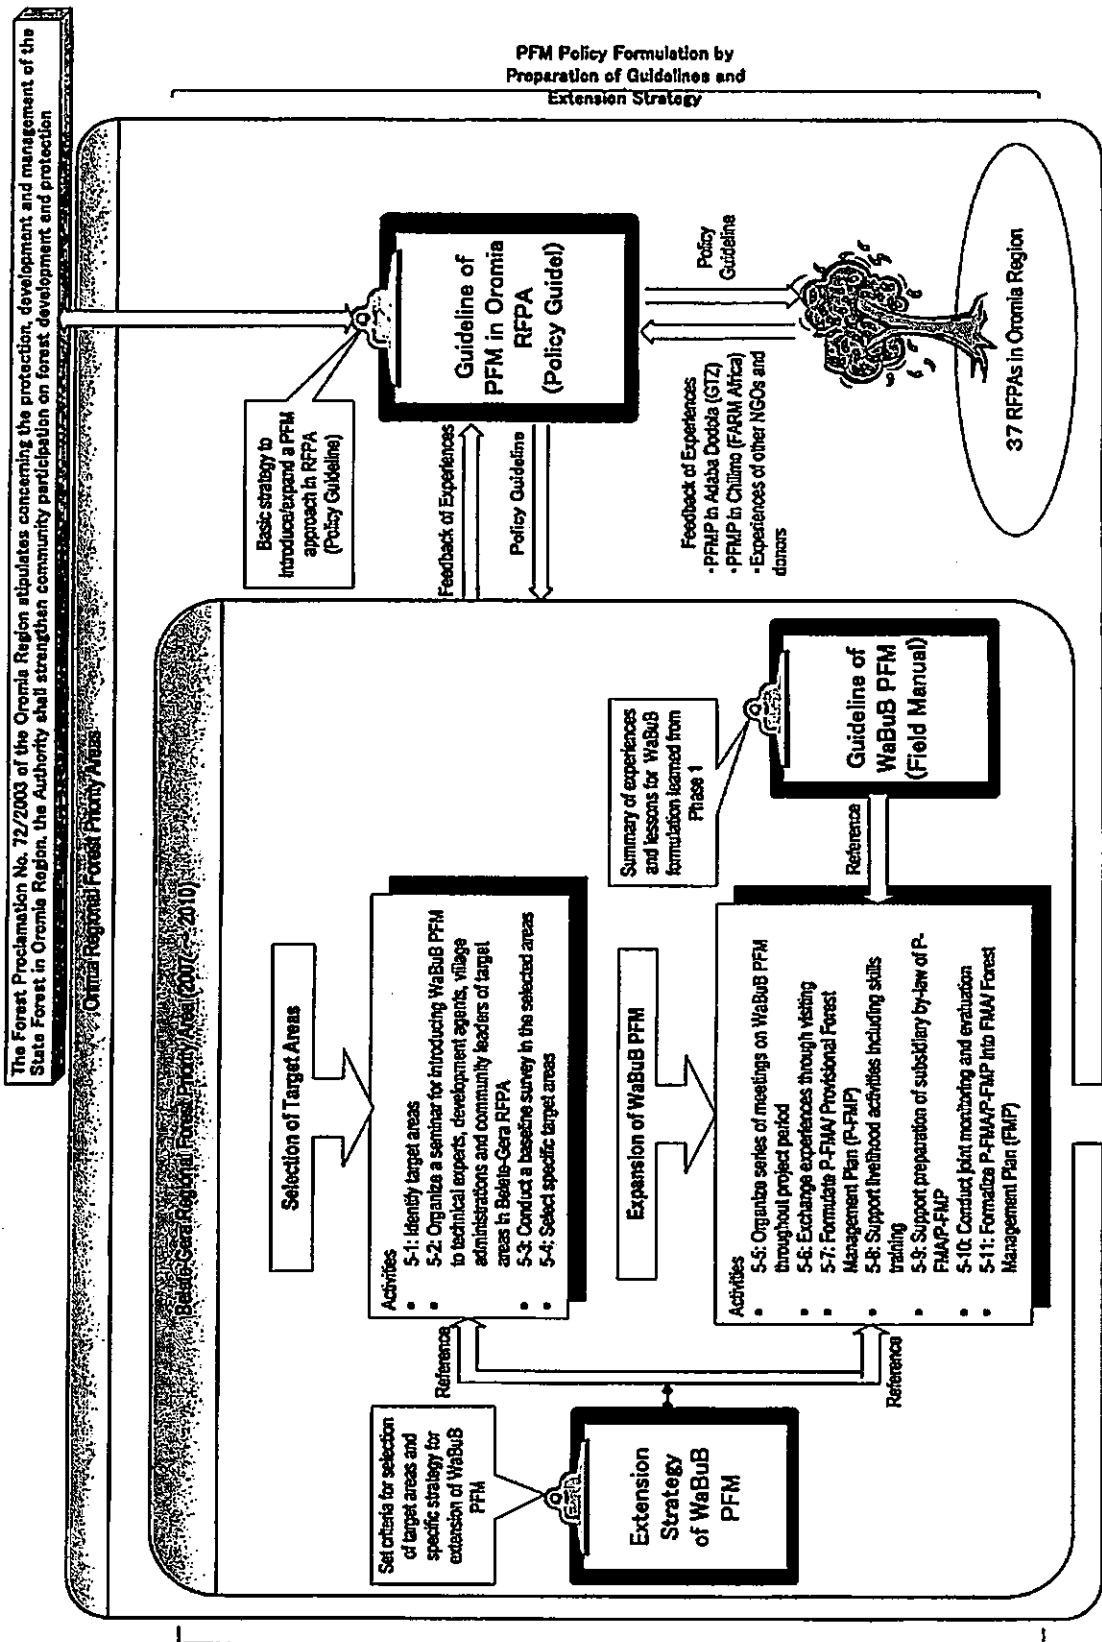 The Forest Proclamation No. 72/2003 of the Oromia Region stipulates concerning the protection, development and management of the
State Forest in Oromia Region, the Authority shall strengthen community participation on forest development and protection
Orimai Regional Forest Priority Areas
Belete-Gera Regional Forest Priority Area (2007 - 2010)
Selection of Target Areas
Activities
• 5-1: Identify target areas
• 5-2: Organize a seminar for introducing WaBuB PFM
to technical experts, development agents, village
administrations and community leaders of target
areas in Belete-Gera RFPA
• 5-3: Conduct a baseline survey in the selected areas
• 5-4: Select specific target areas
Expansion of WaBuB PFM
Activities
• 5-5: Organize series of meetings on WaBuB PFM
throughout project period
• 5-6: Exchange experiences through visiting
• 5-7: Formulate P-FMA/ Provisional Forest
Management Plan (P-FMP)
• 5-8: Support livelihood activities including skills
training
• 5-9: Support preparation of subsidiary by-law of P-
FMA/P-FMP
• 5-10: Conduct joint monitoring and evaluation
• 5-11: Formalize P-FMA/P-FMP into FMA/ Forest
Management Plan (FMP)
Set criteria for selection
of target areas and
specific strategy for
extension of WaBuB
PFM
Extension
Strategy
of WaBuB
PFM
Reference
Reference
Summary of experiences
and lessons for WaBuB
formulation learned from
Phase 1
Guideline of
WaBuB PFM
(Field Manual)
Reference
Basic strategy to
introduce/expand a PFM
approach in RFPA
(Policy Guideline)
Feedback of Experiences
Policy Guideline
Guideline of
PFM in Oromia
RFPA
(Policy Guidel)
Feedback of Experiences
• PFMP in Adaba Dodola (GTZ)
• PFMP in Chilimo (FARM Africa)
• Experiences of other NGOs and
donors
Policy
Guideline
37 RFPAs in Oromia Region
PFM Policy Formulation by
Preparation of Guidelines and
Extension Strategy